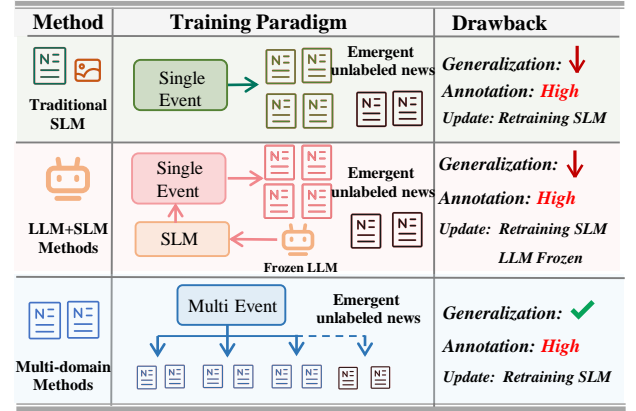 Method Training Paradigm Drawback
N
Traditional
SLM
Single
Event
N N
N N
Emergent
unlabeled news
N N
Generalization:
Annotation: High
Update: Retraining SLM
LLM+SLM
Methods
Single
Event
SLM
Frozen LLM
N N
N N
Emergent
unlabeled news
N N
Generalization:
Annotation: High
Update: Retraining SLM
LLM Frozen
N N
Multi-domain
Methods
Multi Event
Emergent
unlabeled news
N N N N N N N N
Generalization:
Annotation: High
Update: Retraining SLM